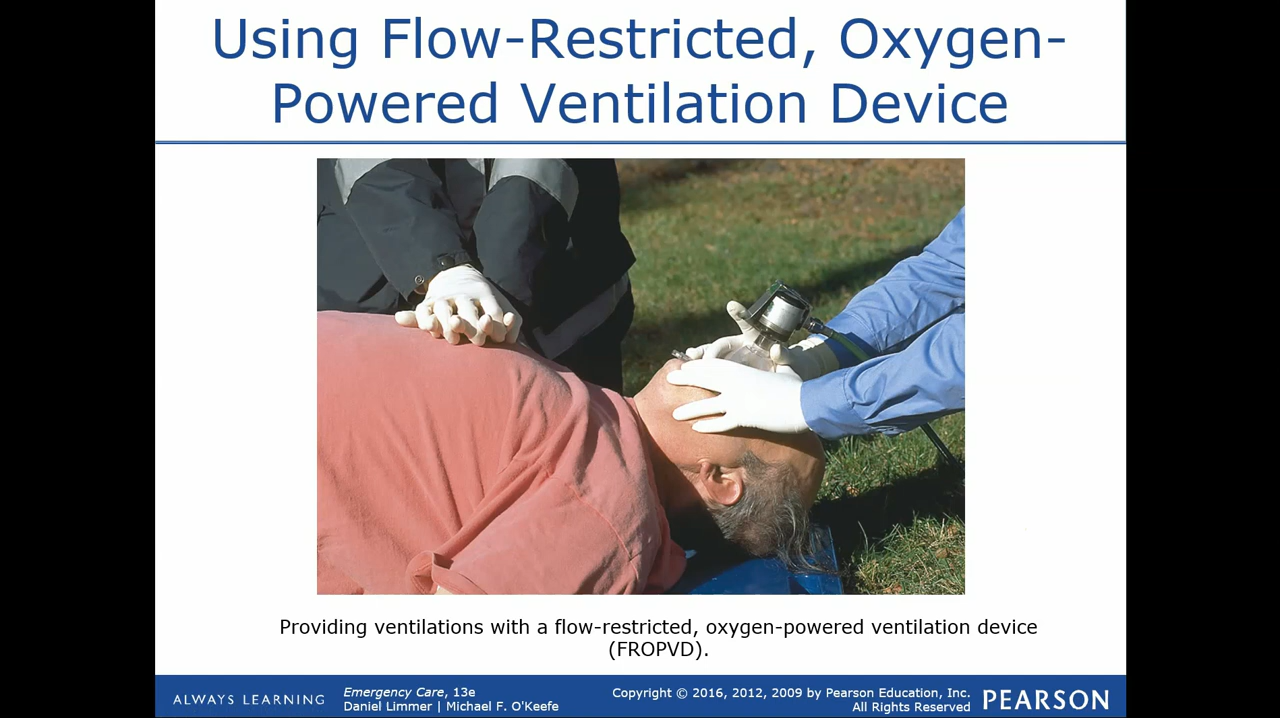 Using Flow-Restricted, Oxygen-
Powered Ventilation Device
Providing ventilations with a flow-restricted, oxygen-powered ventilation device
(FROPVD).
ALWAYS LEARNING
Emergency Care, 13e
Daniel Limmer | Michael F. O'Keefe
Copyright © 2016, 2012, 2009 by Pearson Education, Inc.
All Rights Reserved
PEARSON